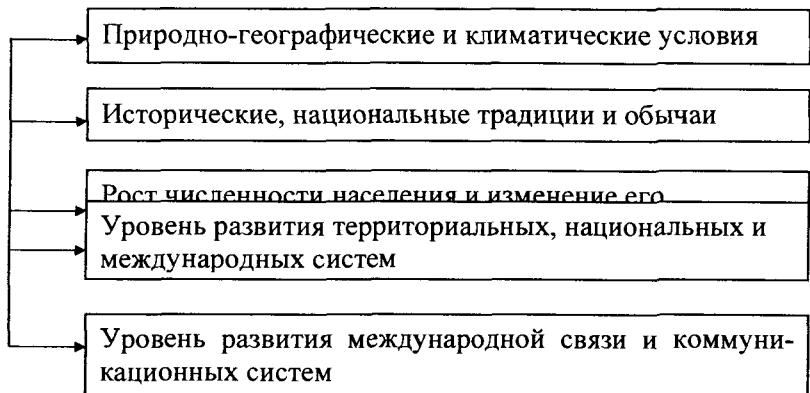 Природно-географические и климатические условия
Исторические, национальные традиции и обычаи
Рост численности населения и изменение его
Уровень развития территориальных, национальных и
международных систем
Уровень развития международной связи и коммуни-
кационных систем